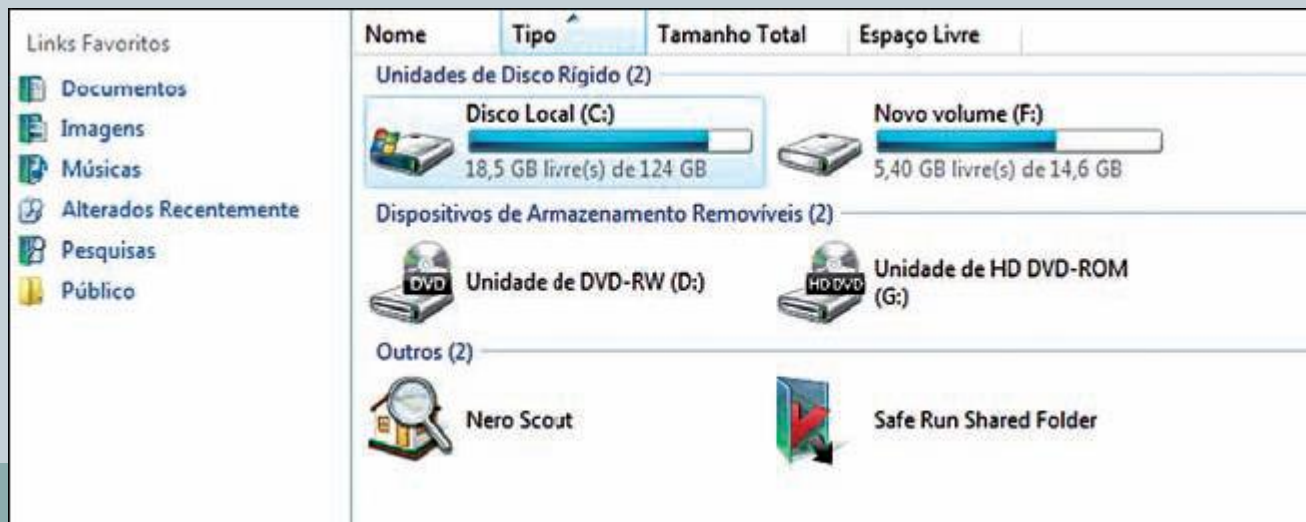 Links Favoritos
Documentos
Imagens
Músicas
Alterados Recentemente
Pesquisas
Público
Nome Tipo Tamanho Total Espaço Livre
Unidades de Disco Rígido (2)
Disco Local (C:)
18,5 GB livre(s) de 124 GB
Novo volume (F:)
5,40 GB livre(s) de 14,6 GB
Dispositivos de Armazenamento Removíveis (2)
DVD
Unidade de DVD-RW (D:)
HD DVD
Unidade de HD DVD-ROM
(G:)
Outros (2)
Nero Scout
Safe Run Shared Folder